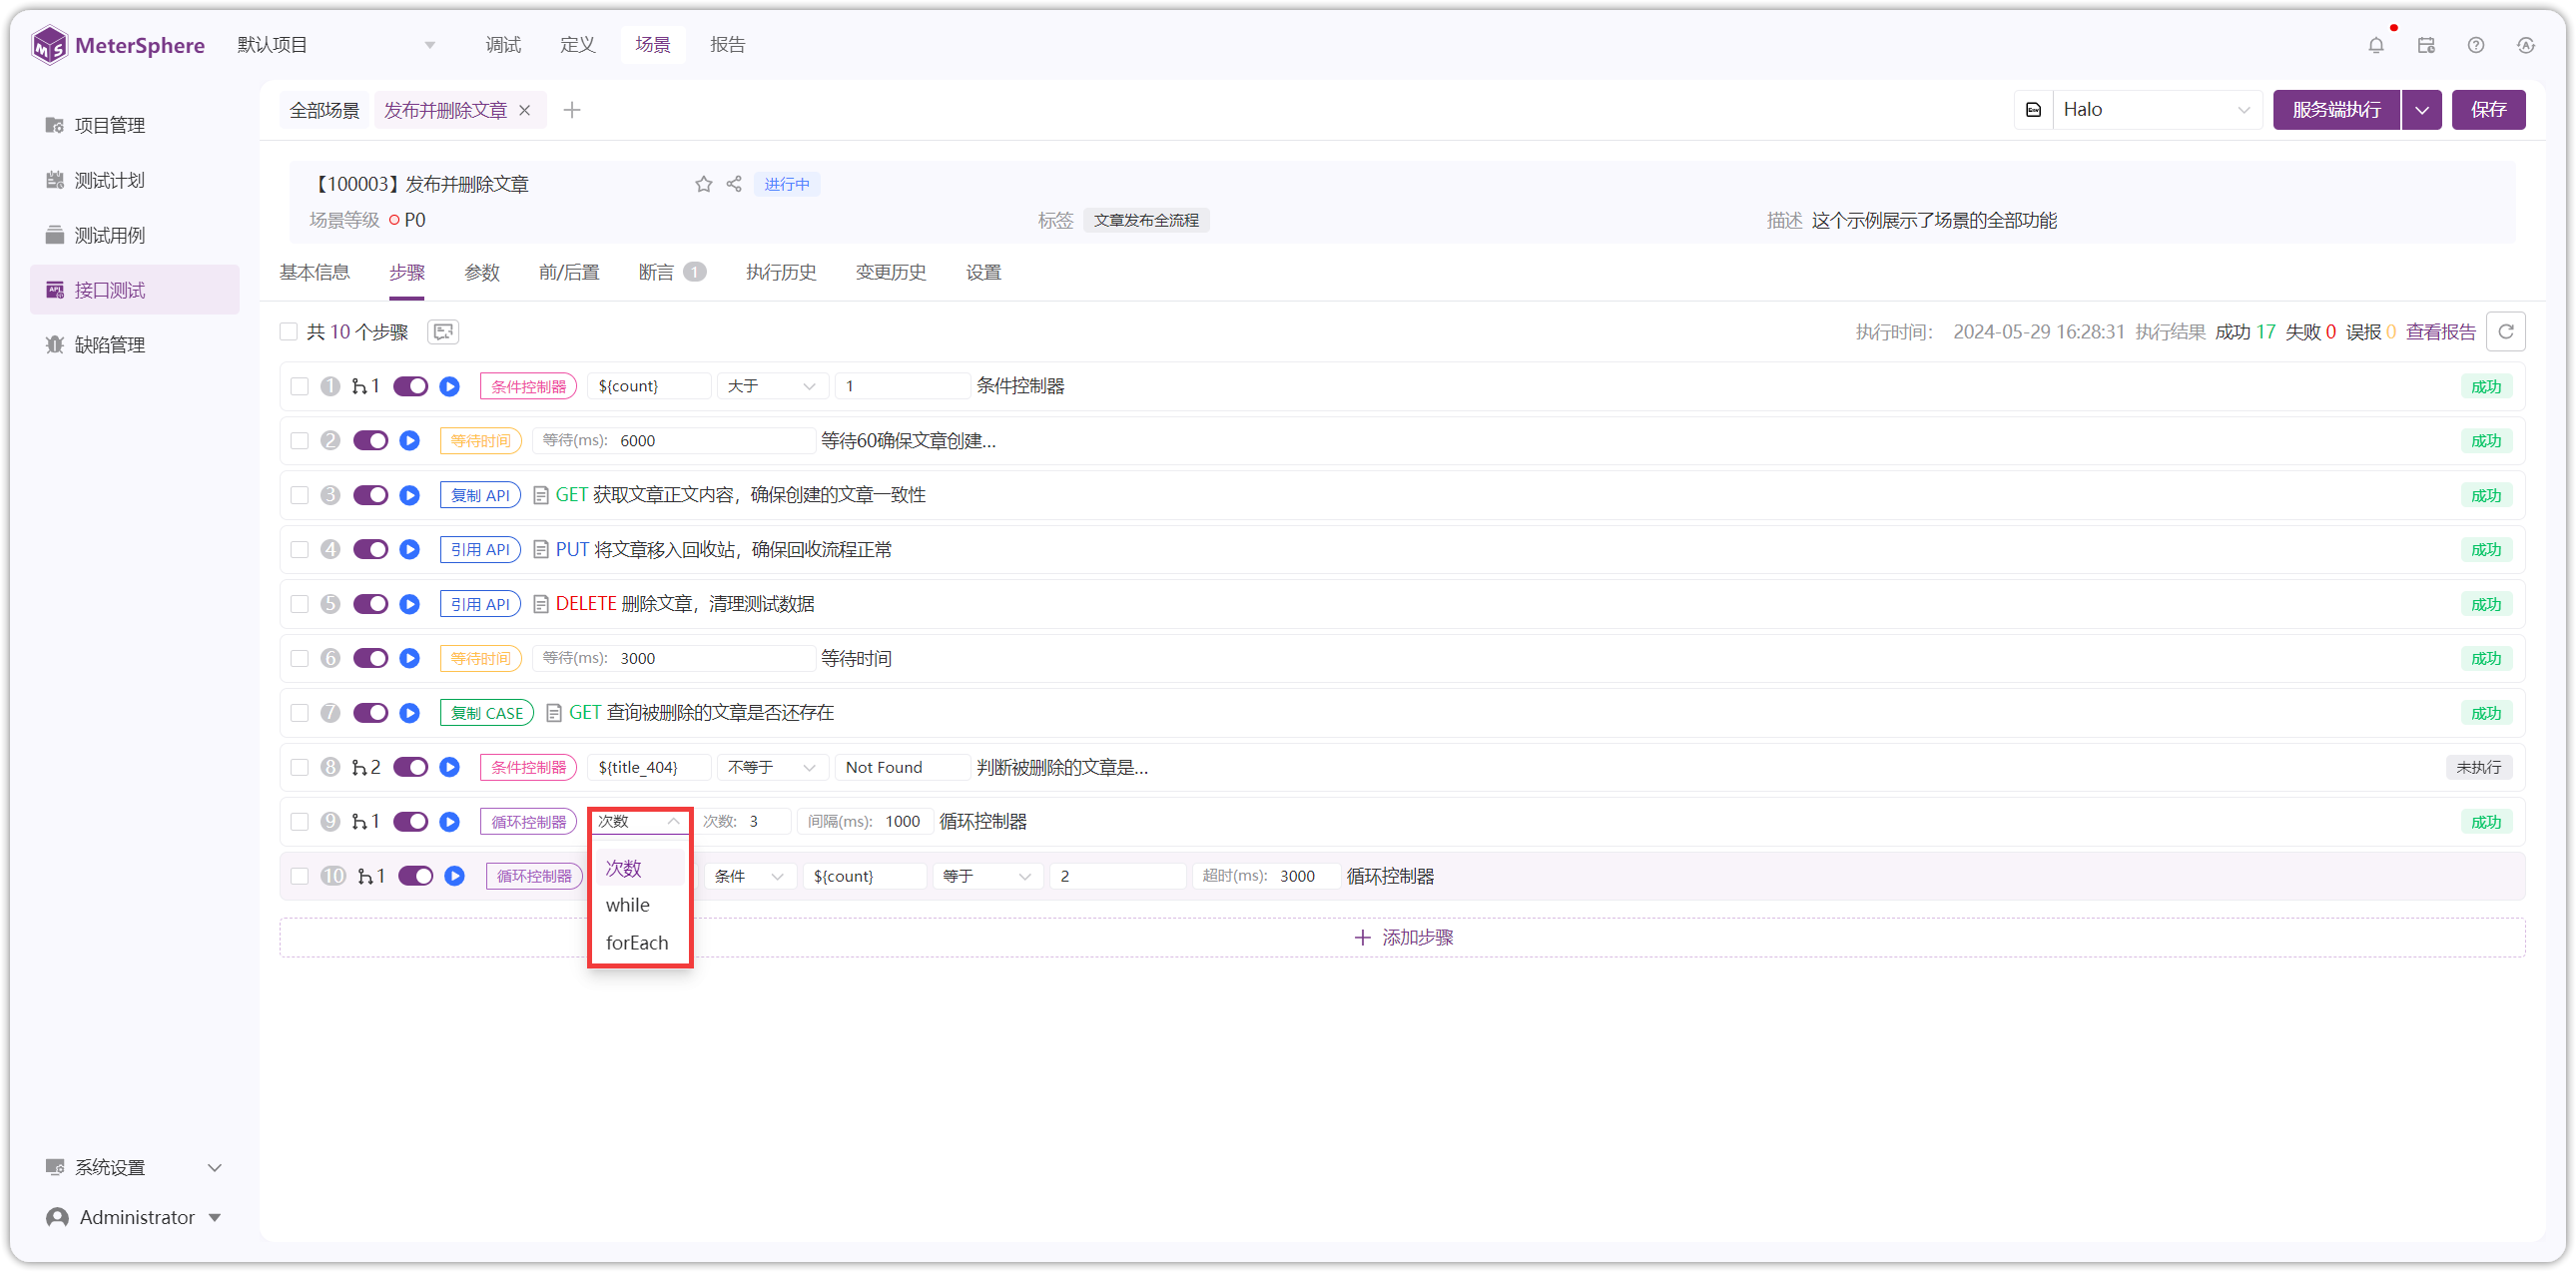 MeterSphere 默认项目 调试 定义 场景 报告
项目管理
测试计划
测试用例
接口测试
缺陷管理
系统设置
Administrator
全部场景 发布并删除文章 Halo 服务端执行 保存
【100003】发布并删除文章 进行中
场景等级 P0 标签 文章发布全流程 描述 这个示例展示了场景的全部功能
基本信息 步骤 参数 前/后置 断言 1 执行历史 变更历史 设置
共 10 个步骤 执行时间: 2024-05-29 16:28:31 执行结果 成功 17 失败 0 误报 0 查看报告
1 1 条件控制器 ${count} 大于 1 条件控制器 成功
2 等待时间 等待(ms): 6000 等待60确保文章创建... 成功
3 复制 API GET 获取文章正文内容，确保创建的文章一致性 成功
4 引用 API PUT 将文章移入回收站，确保回收流程正常 成功
5 引用 API DELETE 删除文章，清理测试数据 成功
6 等待时间 等待(ms): 3000 等待时间 成功
7 复制 CASE GET 查询被删除的文章是否还存在 成功
8 2 条件控制器 ${title_404} 不等于 Not Found 判断被删除的文章是... 未执行
9 1 循环控制器 次数 次数: 3 间隔(ms): 1000 循环控制器 成功
10 1 循环控制器 条件 ${count} 等于 2 超时(ms): 3000 循环控制器
次数
while
forEach
添加步骤